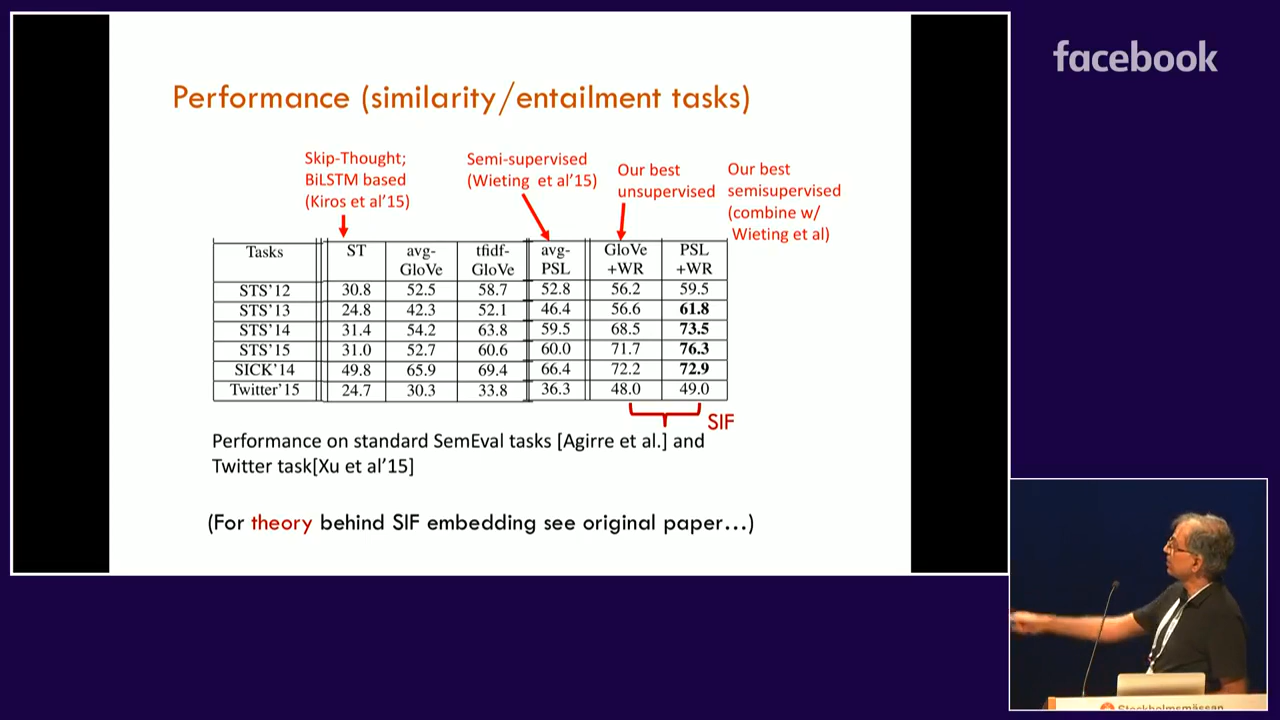 facebook
Performance (similarity/entailment tasks)
Skip-Thought;
BiLSTM based
(Kiros et al'15)
Semi-supervised
(Wieting et al'15)
Our best
unsupervised
Our best
semisupervised
(combine w/
Wieting et al)
Tasks ST avg-GloVe tfidf-GloVe avg-PSL GloVe+WR PSL+WR
STS'12 30.8 52.5 58.7 52.8 56.2 59.5
STS'13 24.8 42.3 52.1 46.4 56.6 61.8
STS'14 31.4 54.2 63.8 59.5 68.5 73.5
STS'15 31.0 52.7 60.6 60.0 71.7 76.3
SICK'14 49.8 65.9 69.4 66.4 72.2 72.9
Twitter'15 24.7 30.3 33.8 36.3 48.0 49.0
SIF
Performance on standard SemEval tasks [Agirre et al.] and
Twitter task[Xu et al'15]
(For theory behind SIF embedding see original paper...)
Stockholmsmässan